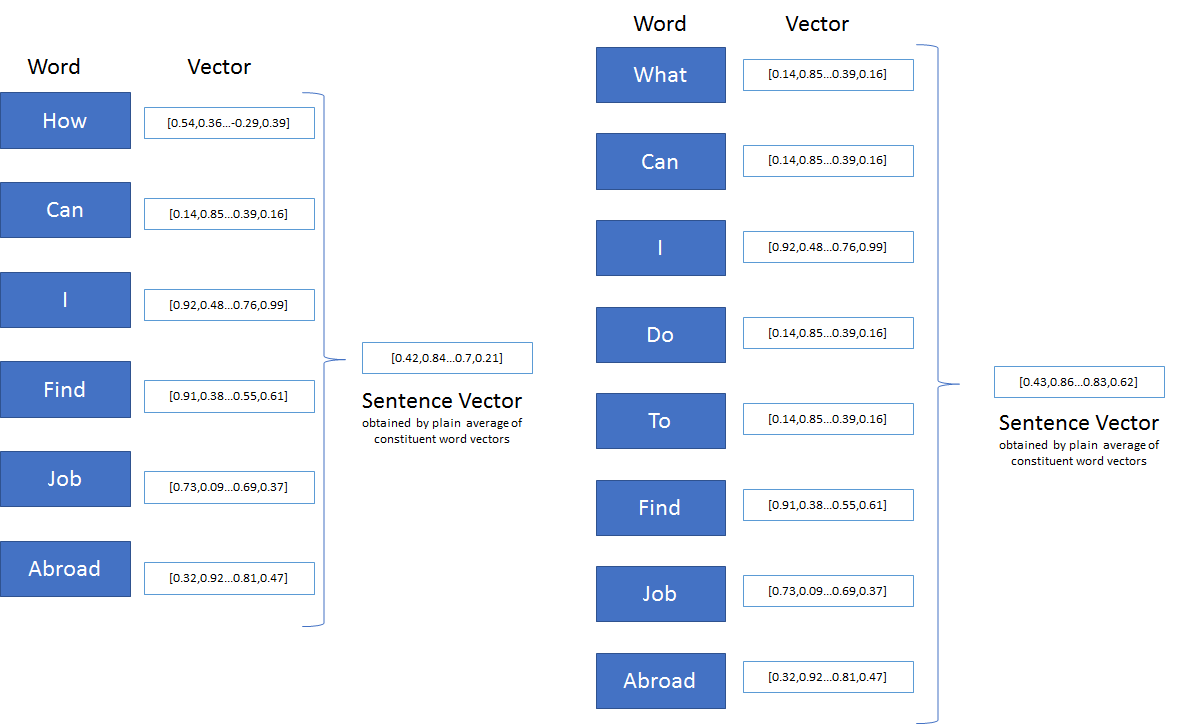 Word Vector
How [0.54,0.36...-0.29,0.39]
Can [0.14,0.85...0.39,0.16]
I [0.92,0.48...0.76,0.99]
Find [0.91,0.38...0.55,0.61]
Job [0.73,0.09...0.69,0.37]
Abroad [0.32,0.92...0.81,0.47]
[0.42,0.84...0.7,0.21]
Sentence Vector
obtained by plain average of
constituent word vectors
Word Vector
What [0.14,0.85...0.39,0.16]
Can [0.14,0.85...0.39,0.16]
I [0.92,0.48...0.76,0.99]
Do [0.14,0.85...0.39,0.16]
To [0.14,0.85...0.39,0.16]
Find [0.91,0.38...0.55,0.61]
Job [0.73,0.09...0.69,0.37]
Abroad [0.32,0.92...0.81,0.47]
[0.43,0.86...0.83,0.62]
Sentence Vector
obtained by plain average of
constituent word vectors